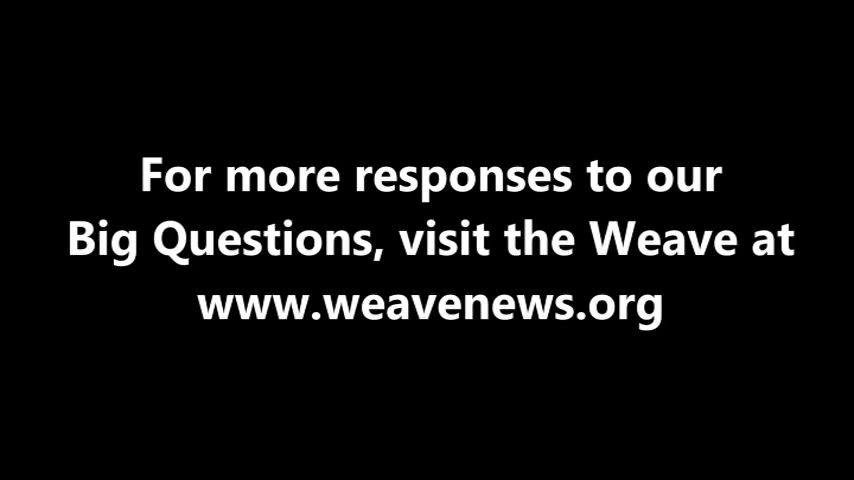 For more responses to our
Big Questions, visit the Weave at
www.weavenews.org